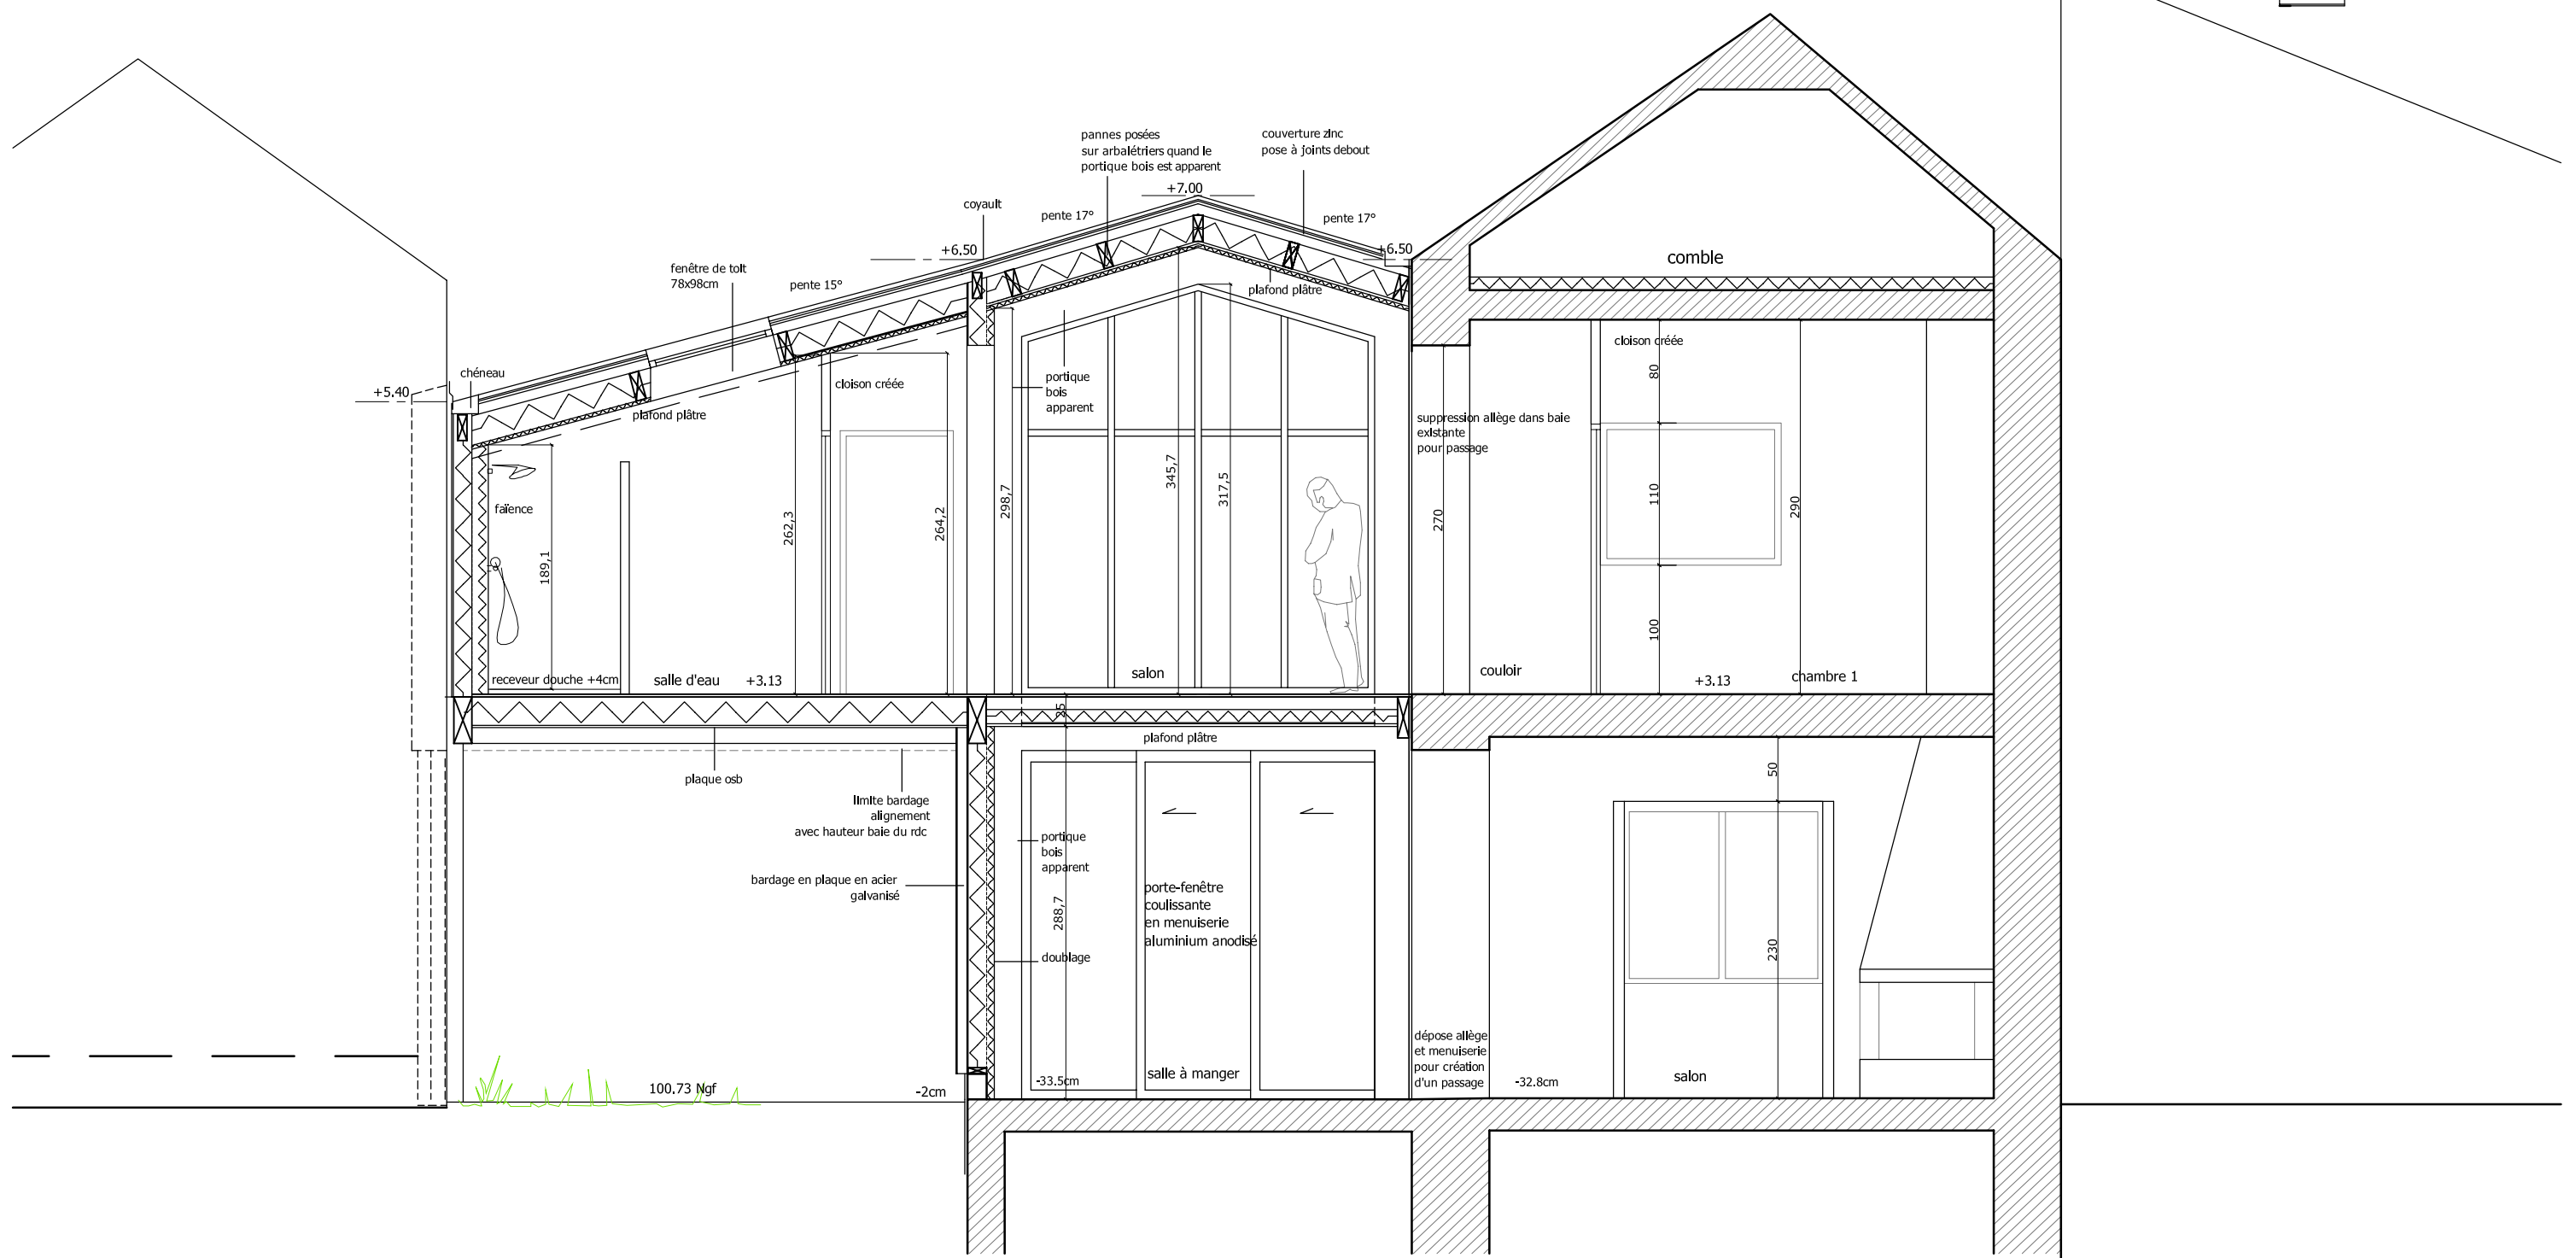 pannes posées
sur arbalétriers quand le
portique bois est apparent
couverture zinc
pose à joints debout
+7.00
coyault
pente 17°
pente 17°
+6.50
+6.50
comble
fenêtre de toit
78x98cm
pente 15°
plafond plâtre
cloison créée
80
chéneau
+5.40
cloison créée
plafond plâtre
portique
bois
apparent
suppression allège dans baie
existante
pour passage
faïence
189,1
262,3
264,2
298,7
345,7
317,5
270
110
290
100
receveur douche +4cm
salle d'eau
+3.13
salon
couloir
+3.13
chambre 1
25
plafond plâtre
plaque osb
50
limite bardage
alignement
avec hauteur baie du rdc
portique
bois
apparent
bardage en plaque en acier
galvanisé
288,7
porte-fenêtre
coulissante
en menuiserie
aluminium anodisé
230
doublage
dépose allège
et menuiserie
pour création
d'un passage
100.73 Ngf
-2cm
-33.5cm
salle à manger
-32.8cm
salon